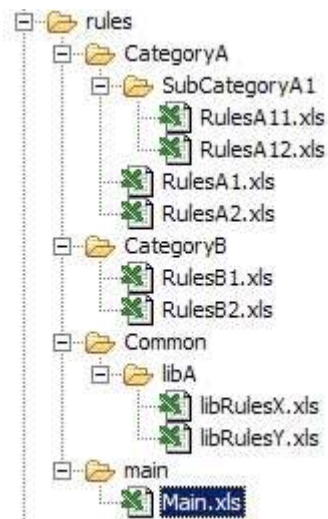 rules
CategoryA
SubCategoryA1
RulesA11.xls
RulesA12.xls
RulesA1.xls
RulesA2.xls
CategoryB
RulesB1.xls
RulesB2.xls
Common
libA
libRulesX.xls
libRulesY.xls
main
Main.xls